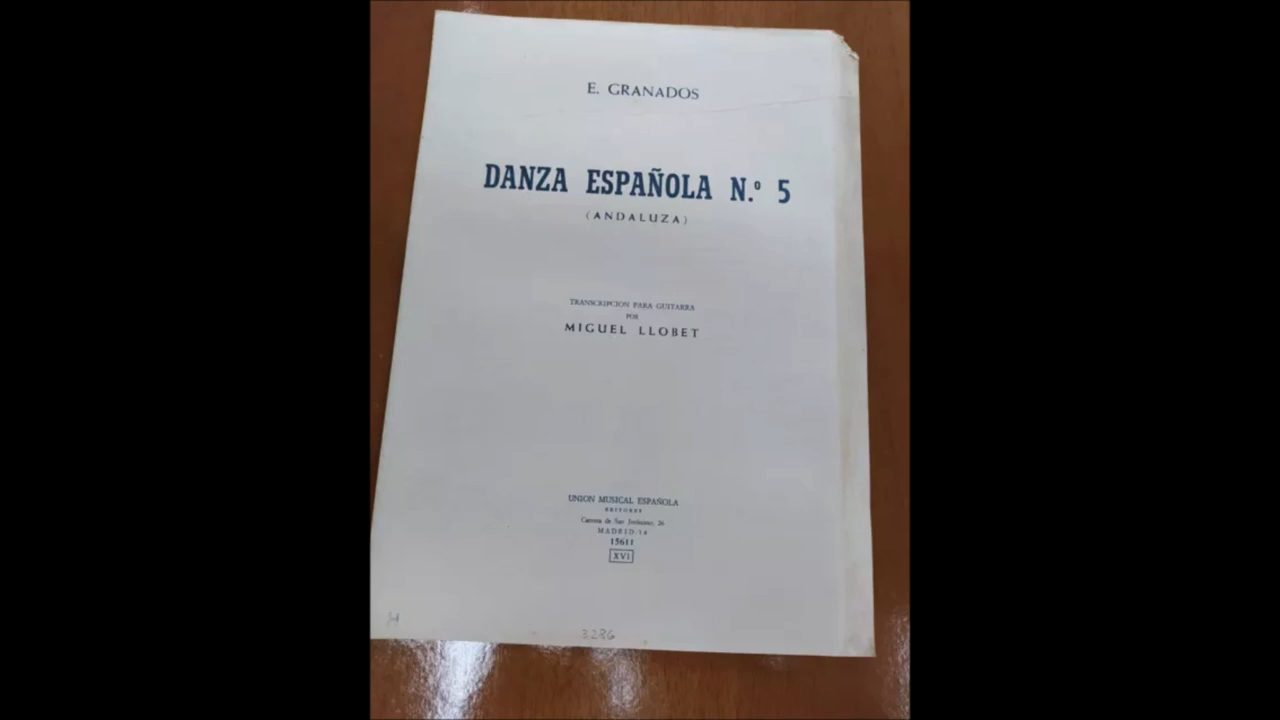 E. GRANADOS
DANZA ESPAÑOLA N.º 5
(ANDALUZA)
TRANSCRIPCION PARA GUITARRA
POR
MIGUEL LLOBET
UNION MUSICAL ESPAÑOLA
EDITORES
Carrera de San Jerónimo, 26
MADRID-14
15611
XVI
3286